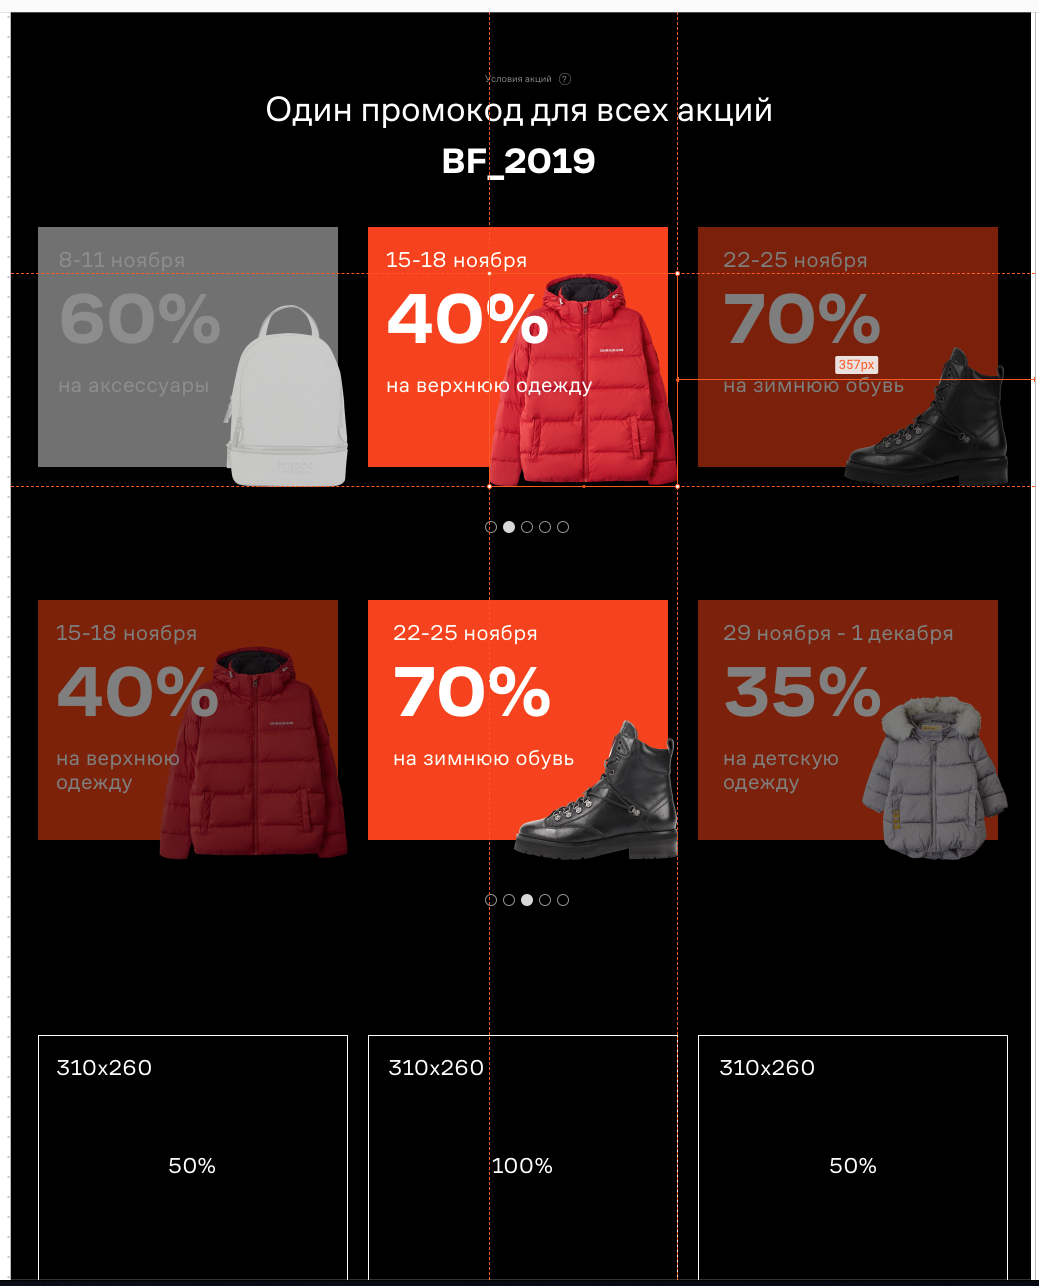 Условия акций ?
Один промокод для всех акций
BF_2019
8-11 ноября
60%
на аксессуары
15-18 ноября
40%
на верхнюю одежду
22-25 ноября
70%
на зимнюю обувь
357px
15-18 ноября
40%
на верхнюю
одежду
22-25 ноября
70%
на зимнюю обувь
29 ноября - 1 декабря
35%
на детскую
одежду
310x260
50%
310x260
100%
310x260
50%